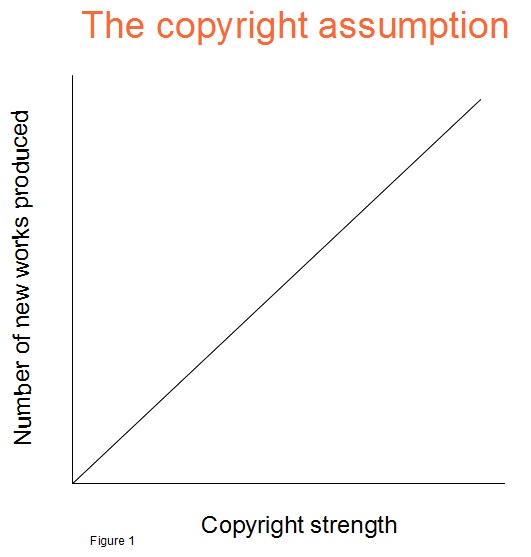 The copyright assumption
Number of new works produced
Copyright strength
Figure 1